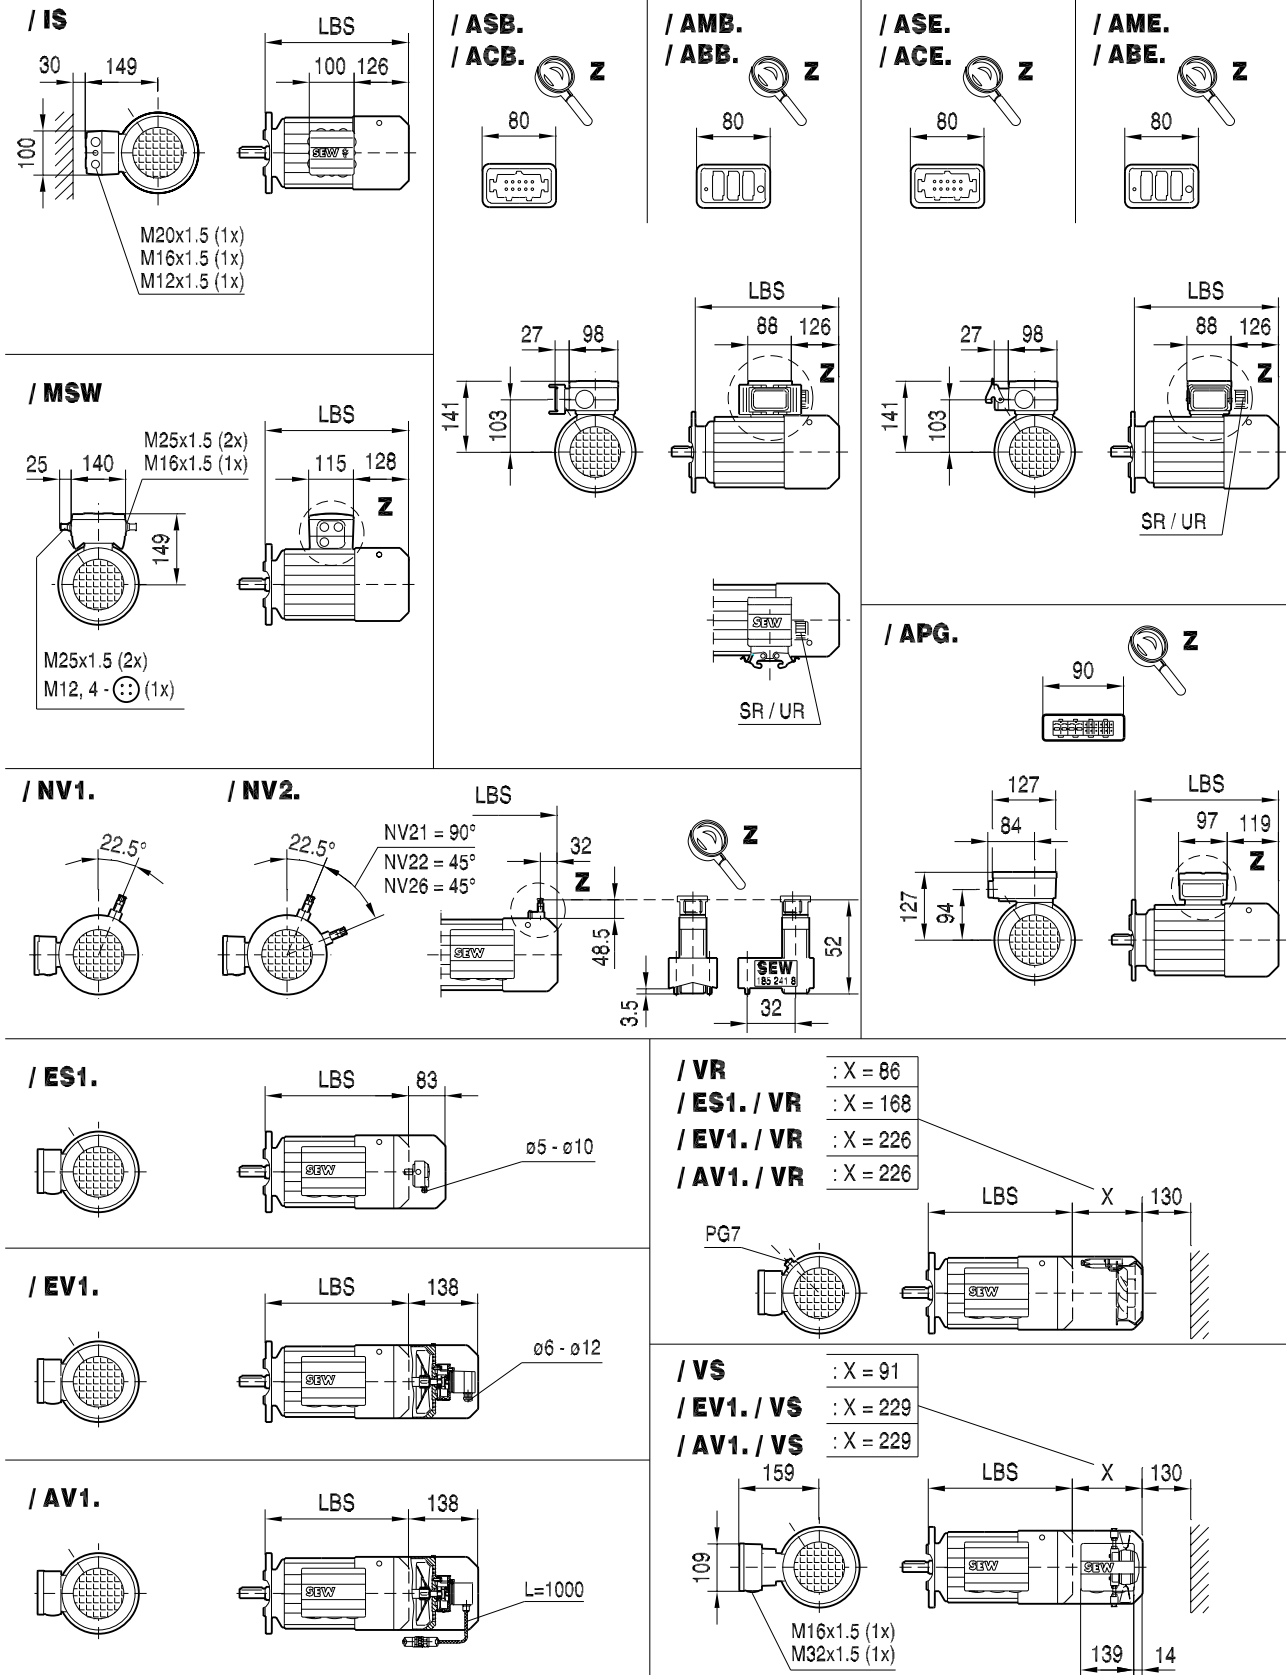 / IS
LBS
30
149
100
126
100
SEW
M20x1.5 (1x)
M16x1.5 (1x)
M12x1.5 (1x)
/ MSW
LBS
M25x1.5 (2x)
M16x1.5 (1x)
25
140
115
128
Z
149
M25x1.5 (2x)
M12, 4 - (1x)
/ ASB.
/ ACB.
Z
80
/ AMB.
/ ABB.
Z
80
LBS
27
98
88
126
Z
141
103
SEW
SR / UR
/ ASE.
/ ACE.
Z
80
/ AME.
/ ABE.
Z
80
LBS
27
98
88
126
Z
141
103
SR / UR
/ APG.
Z
90
127
LBS
84
97
119
Z
127
94
/ NV1.
22.5°
/ NV2.
22.5°
NV21 = 90°
NV22 = 45°
NV26 = 45°
LBS
32
Z
SEW
48.5
Z
52
3.5
SEW
185 241 8
32
/ ES1.
LBS
83
SEW
ø5 - ø10
/ EV1.
LBS
138
SEW
ø6 - ø12
/ AV1.
LBS
138
SEW
L=1000
/ VR : X = 86
/ ES1. / VR : X = 168
/ EV1. / VR : X = 226
/ AV1. / VR : X = 226
LBS
X
130
PG7
SEW
/ VS : X = 91
/ EV1. / VS : X = 229
/ AV1. / VS : X = 229
159
LBS
X
130
109
SEW
SEW
M16x1.5 (1x)
M32x1.5 (1x)
139
14